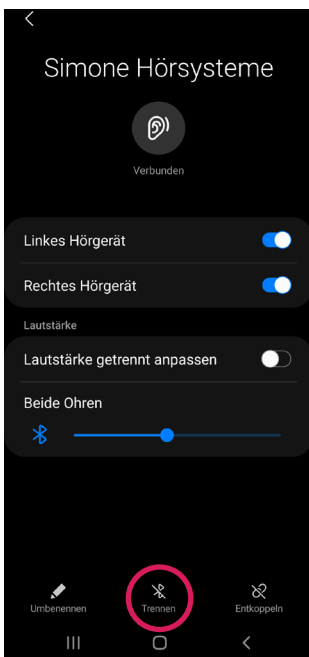 Simone Hörsysteme
Verbunden
Linkes Hörgerät
Rechtes Hörgerät
Lautstärke
Lautstärke getrennt anpassen
Beide Ohren
Umbenennen Trennen Entkoppeln